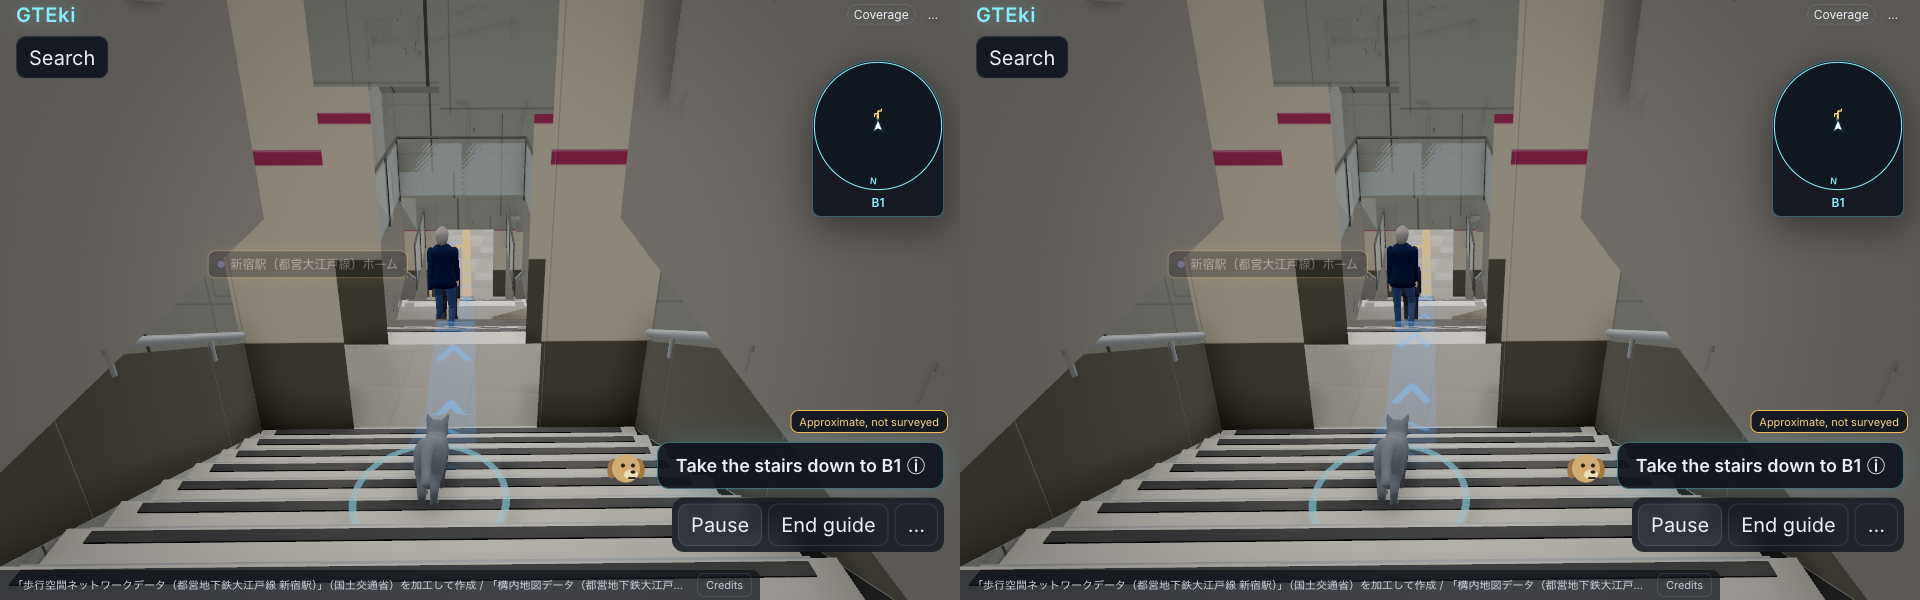 GTEki
Coverage
...
Search
N
B1
新宿駅（都営大江戸線）ホーム
Approximate, not surveyed
Take the stairs down to B1 ⓘ
Pause
End guide
...
「歩行空間ネットワークデータ（都営地下鉄大江戸線 新宿駅）」（国土交通省）を加工して作成 / 「構内地図データ（都営地下鉄大江戸...
Credits
GTEki
Coverage
...
Search
N
B1
新宿駅（都営大江戸線）ホーム
Approximate, not surveyed
Take the stairs down to B1 ⓘ
Pause
End guide
...
「歩行空間ネットワークデータ（都営地下鉄大江戸線 新宿駅）」（国土交通省）を加工して作成 / 「構内地図データ（都営地下鉄大江戸...
Credits